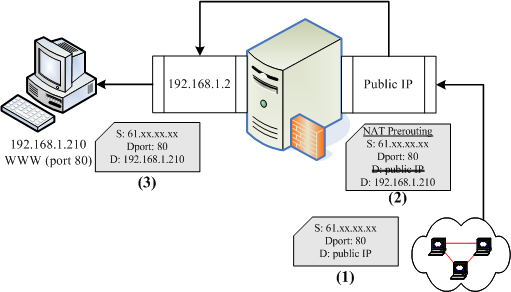 192.168.1.2
Public IP
192.168.1.210
WWW (port 80)
S: 61.xx.xx.xx
Dport: 80
D: 192.168.1.210
(3)
NAT Prerouting
S: 61.xx.xx.xx
Dport: 80
D: public IP
D: 192.168.1.210
(2)
S: 61.xx.xx.xx
Dport: 80
D: public IP
(1)